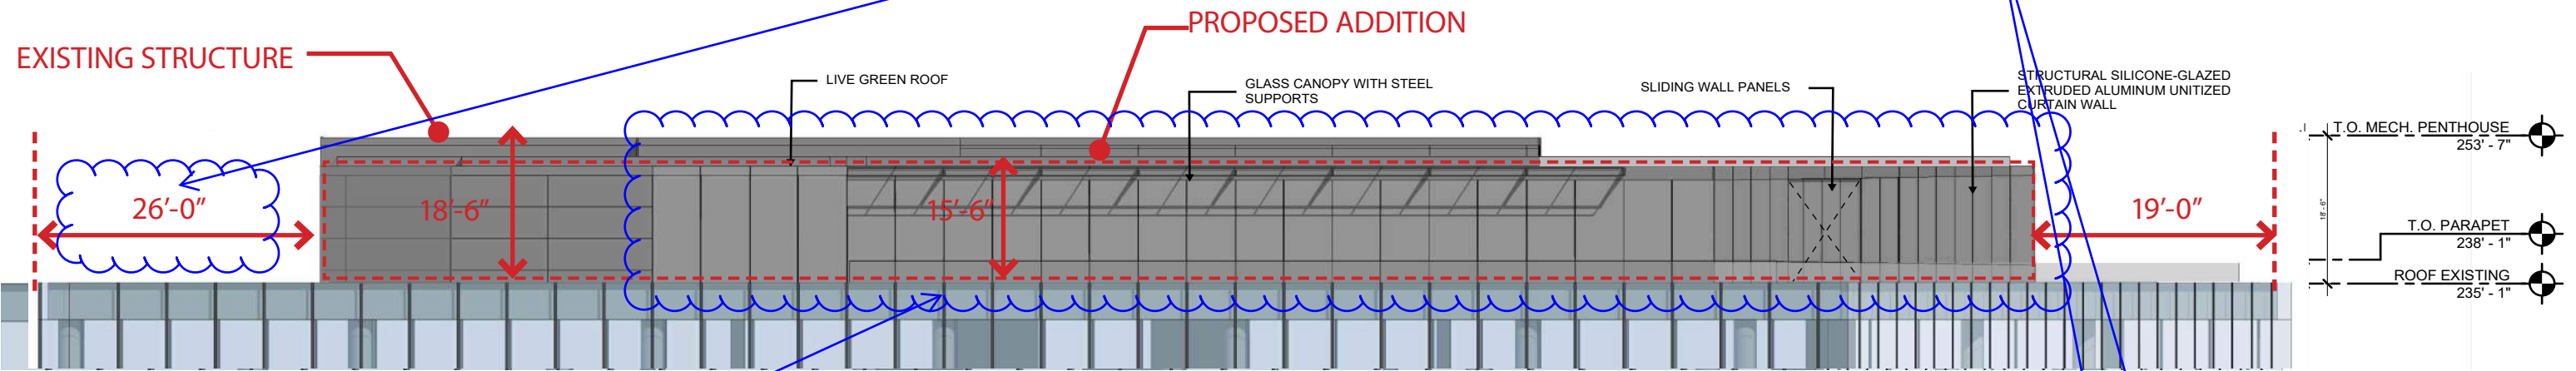 PROPOSED ADDITION
EXISTING STRUCTURE
LIVE GREEN ROOF
GLASS CANOPY WITH STEEL
SUPPORTS
SLIDING WALL PANELS
STRUCTURAL SILICONE-GLAZED
EXTRUDED ALUMINUM UNITIZED
CURTAIN WALL
T.O. MECH. PENTHOUSE
253' - 7"
26’-0”
18’-6”
15’-6”
19’-0”
18' - 6"
T.O. PARAPET
238' - 1"
ROOF EXISTING
235' - 1"